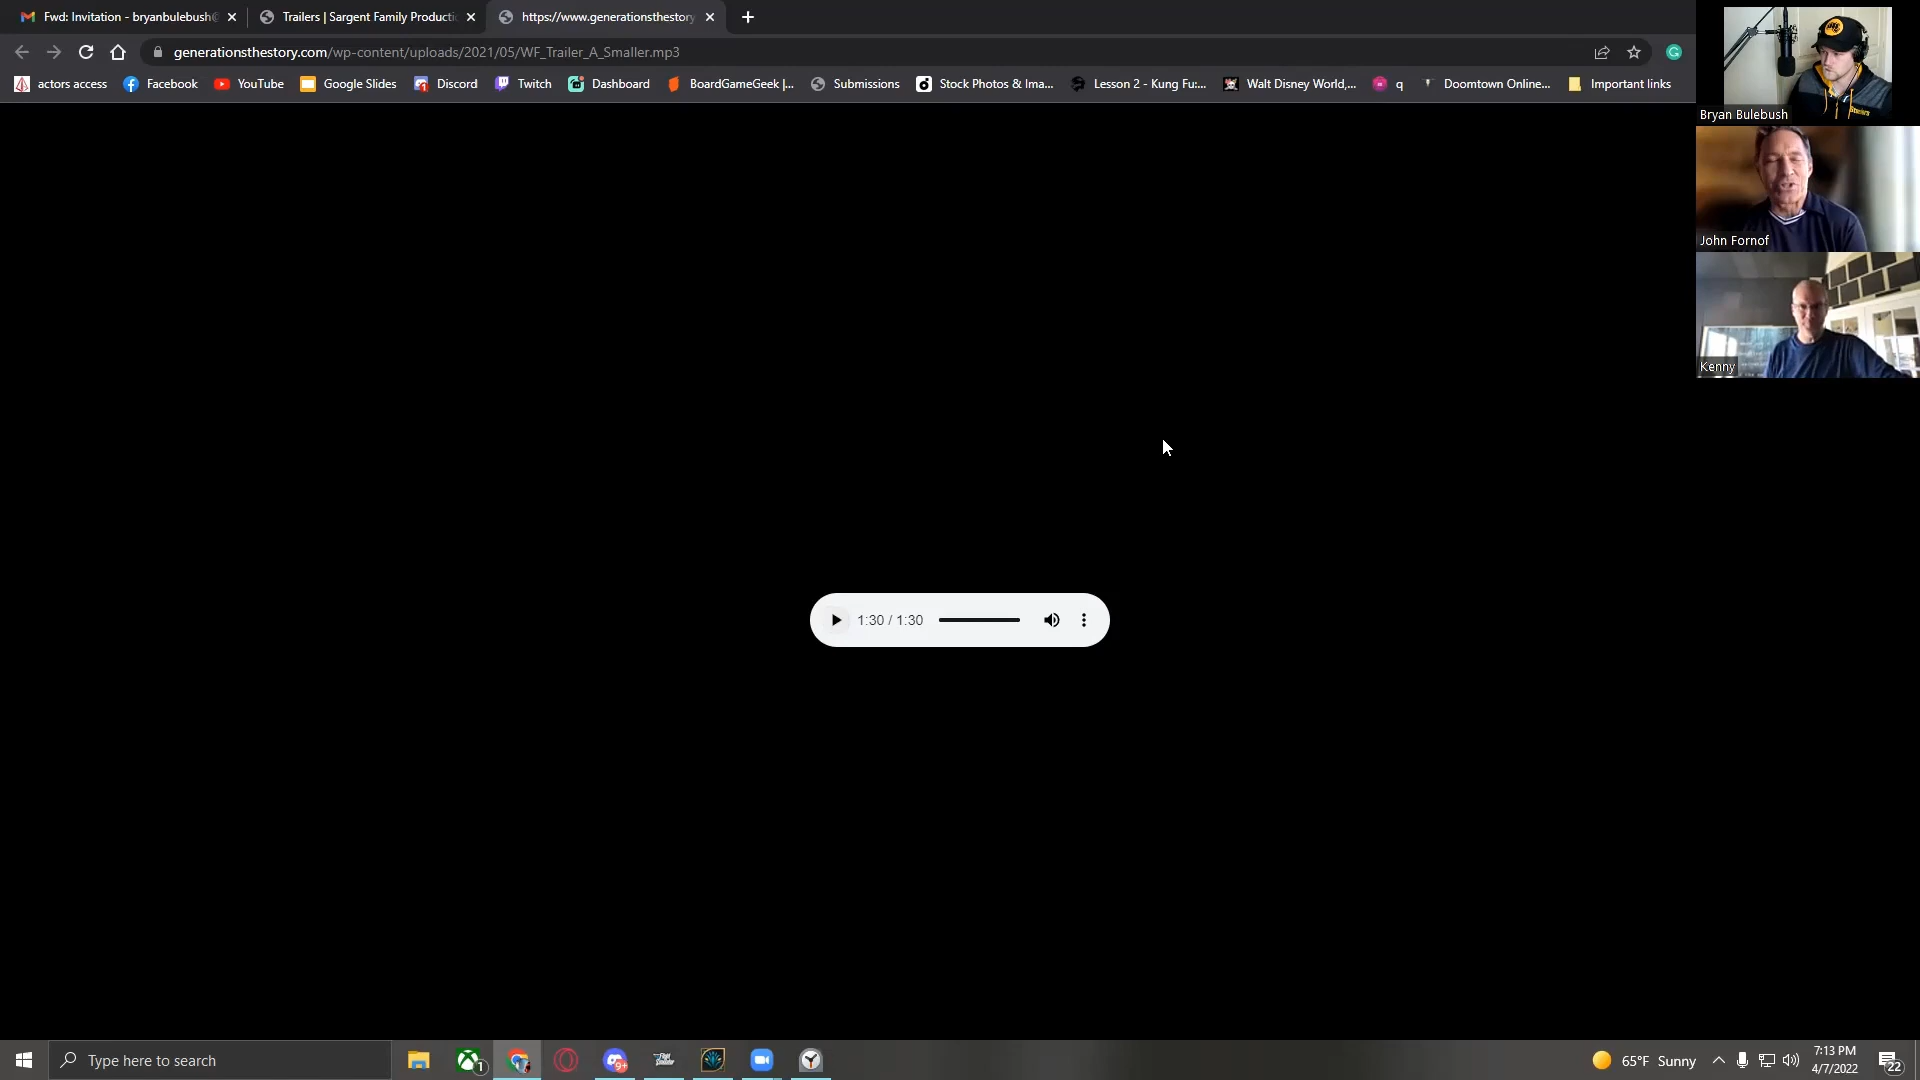 Fwd: Invitation - bryanbulebush@
Trailers | Sargent Family Producti
https://www.generationsthestory
generationsthestory.com/wp-content/uploads/2021/05/WF_Trailer_A_Smaller.mp3
actors access
Facebook
YouTube
Google Slides
Discord
Twitch
Dashboard
BoardGameGeek |...
Submissions
Stock Photos & Ima...
Lesson 2 - Kung Fu:...
Walt Disney World,...
q
Doomtown Online...
Important links
Bryan Bulebush
John Fornof
Kenny
1:30 / 1:30
Type here to search
1
9+
65°F Sunny
7:13 PM
4/7/2022
22